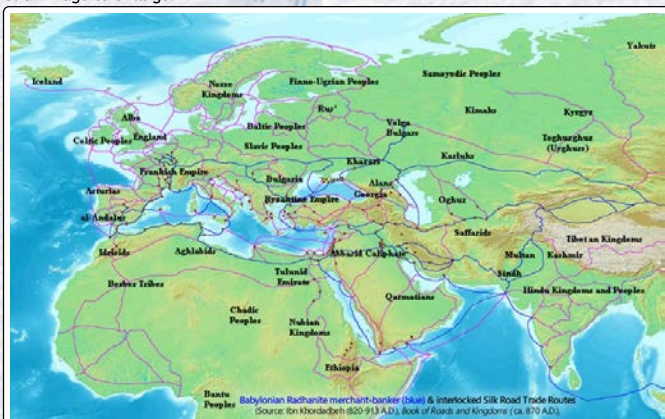 Yakuts
Iceland
Norse
Kingdoms
Finno-Ugrian Peoples
Samoyedic Peoples
Rus'
Kimaks
Kyrgyz
Alba
Celtic Peoples
England
Baltic Peoples
Volga
Bulgars
Toghuzghuz
(Uyghurs)
Slavic Peoples
Frankish Empire
Khazari
Karluks
Bulgaria
Alans
Georgia
Oghuz
Asturias
al-Andalus
Byzantine Empire
Saffarids
Tibetan Kingdoms
Idrisids
Aghlabids
Abbasid Caliphate
Multan
Kashmir
Sindh
Desert Tribes
Tulunid
Emirate
Qarmatians
Hindu Kingdoms and Peoples
Chadic
Peoples
Nubian
Kingdoms
Ethiopia
Bantu
Peoples
Babylonian Radhanite merchant-banker (blue) & interlocked Silk Road Trade Routes
(Source: Ibn Khordadbeh (820-913 A.D.), Book of Roads and Kingdoms (ca. 870 A.D.).